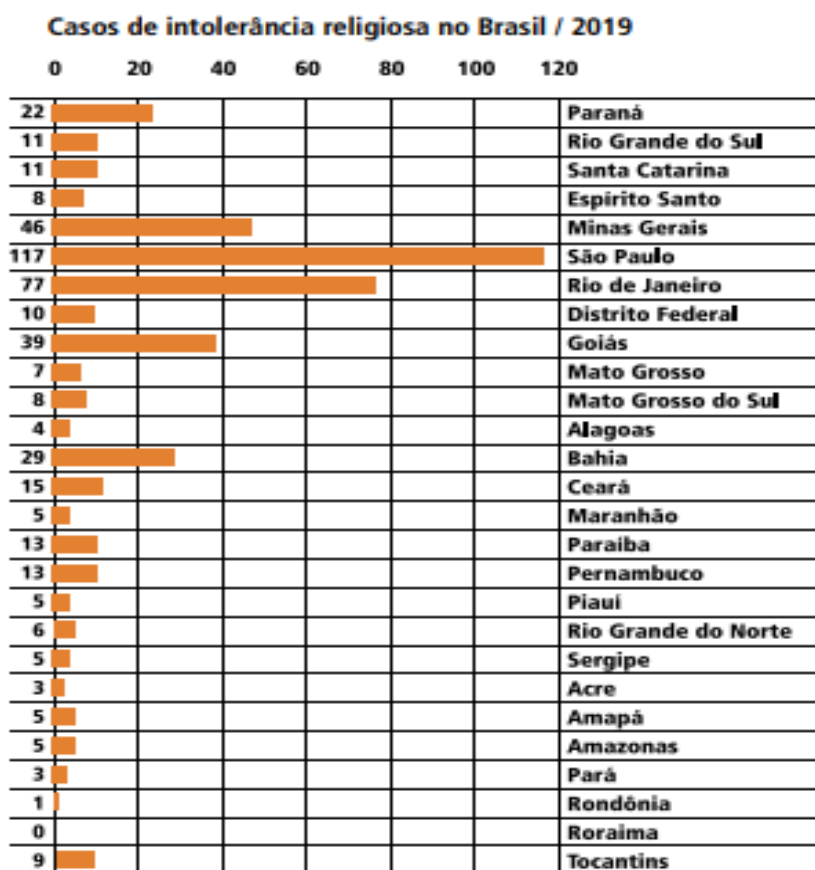 Casos de intolerância religiosa no Brasil / 2019
0 20 40 60 80 100 120
22 Paraná
11 Rio Grande do Sul
11 Santa Catarina
8 Espírito Santo
46 Minas Gerais
117 São Paulo
77 Rio de Janeiro
10 Distrito Federal
39 Goiás
7 Mato Grosso
8 Mato Grosso do Sul
4 Alagoas
29 Bahia
15 Ceará
5 Maranhão
13 Paraiba
13 Pernambuco
5 Piauí
6 Rio Grande do Norte
5 Sergipe
3 Acre
5 Amapá
5 Amazonas
3 Pará
1 Rondônia
0 Roraima
9 Tocantins